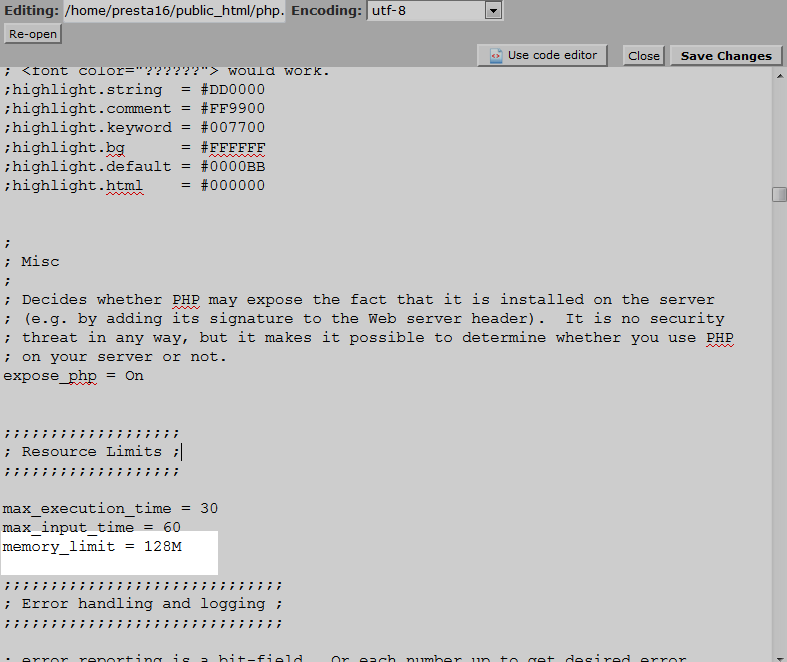 Editing: /home/presta16/public_html/php. Encoding: utf-8
Re-open
Use code editor Close Save Changes
; <font color="??????"> would work.
;highlight.string = #DD0000
;highlight.comment = #FF9900
;highlight.keyword = #007700
;highlight.bg = #FFFFFF
;highlight.default = #0000BB
;highlight.html = #000000
;
; Misc
;
; Decides whether PHP may expose the fact that it is installed on the server
; (e.g. by adding its signature to the Web server header). It is no security
; threat in any way, but it makes it possible to determine whether you use PHP
; on your server or not.
expose_php = On
;;;;;;;;;;;;;;;;;;;
; Resource Limits ;
;;;;;;;;;;;;;;;;;;;
max_execution_time = 30
max_input_time = 60
memory_limit = 128M
;;;;;;;;;;;;;;;;;;;;;;;;;;;;;;
; Error handling and logging ;
;;;;;;;;;;;;;;;;;;;;;;;;;;;;;;
; error_reporting is a bit-field. Or each number up to get desired error